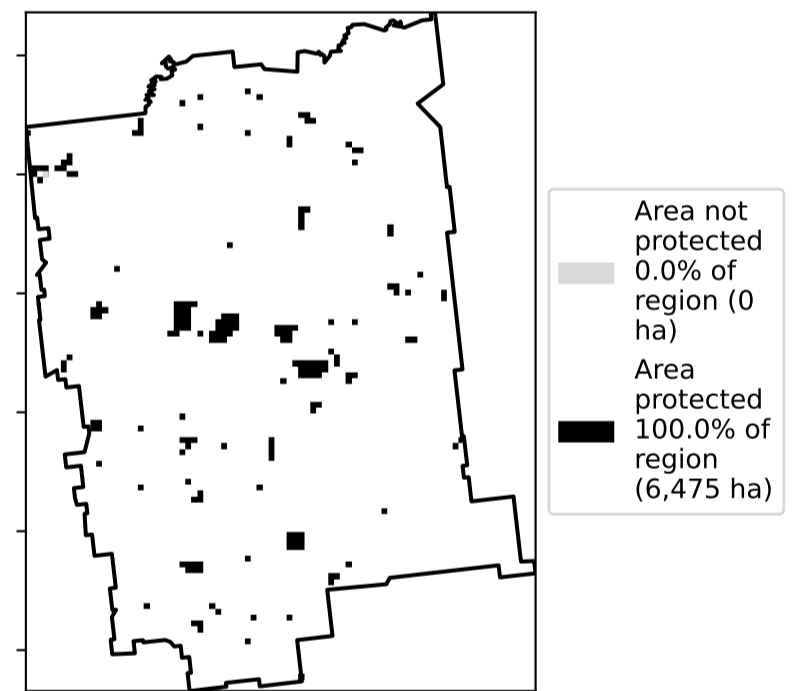 Area not
protected
0.0% of
region (0
ha)
Area
protected
100.0% of
region
(6,475 ha)